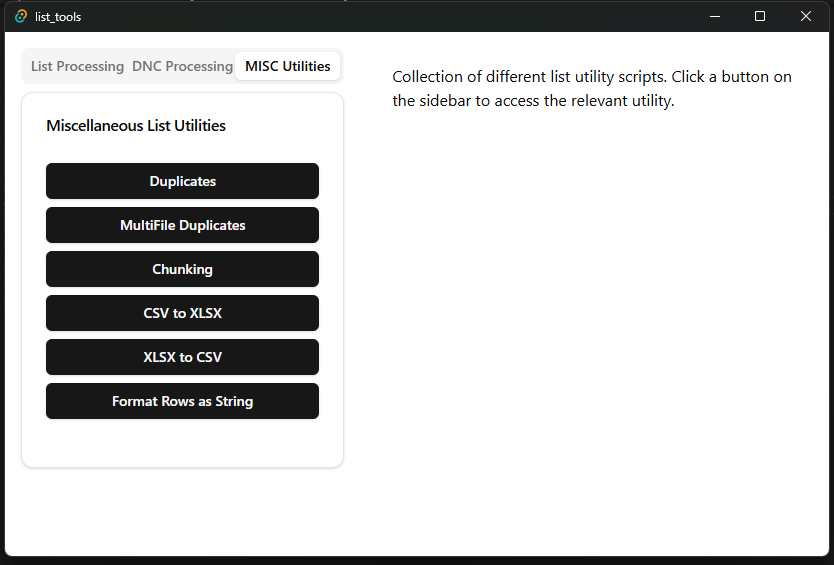 list_tools
List Processing DNC Processing MISC Utilities
Miscellaneous List Utilities
Duplicates
MultiFile Duplicates
Chunking
CSV to XLSX
XLSX to CSV
Format Rows as String
Collection of different list utility scripts. Click a button on
the sidebar to access the relevant utility.